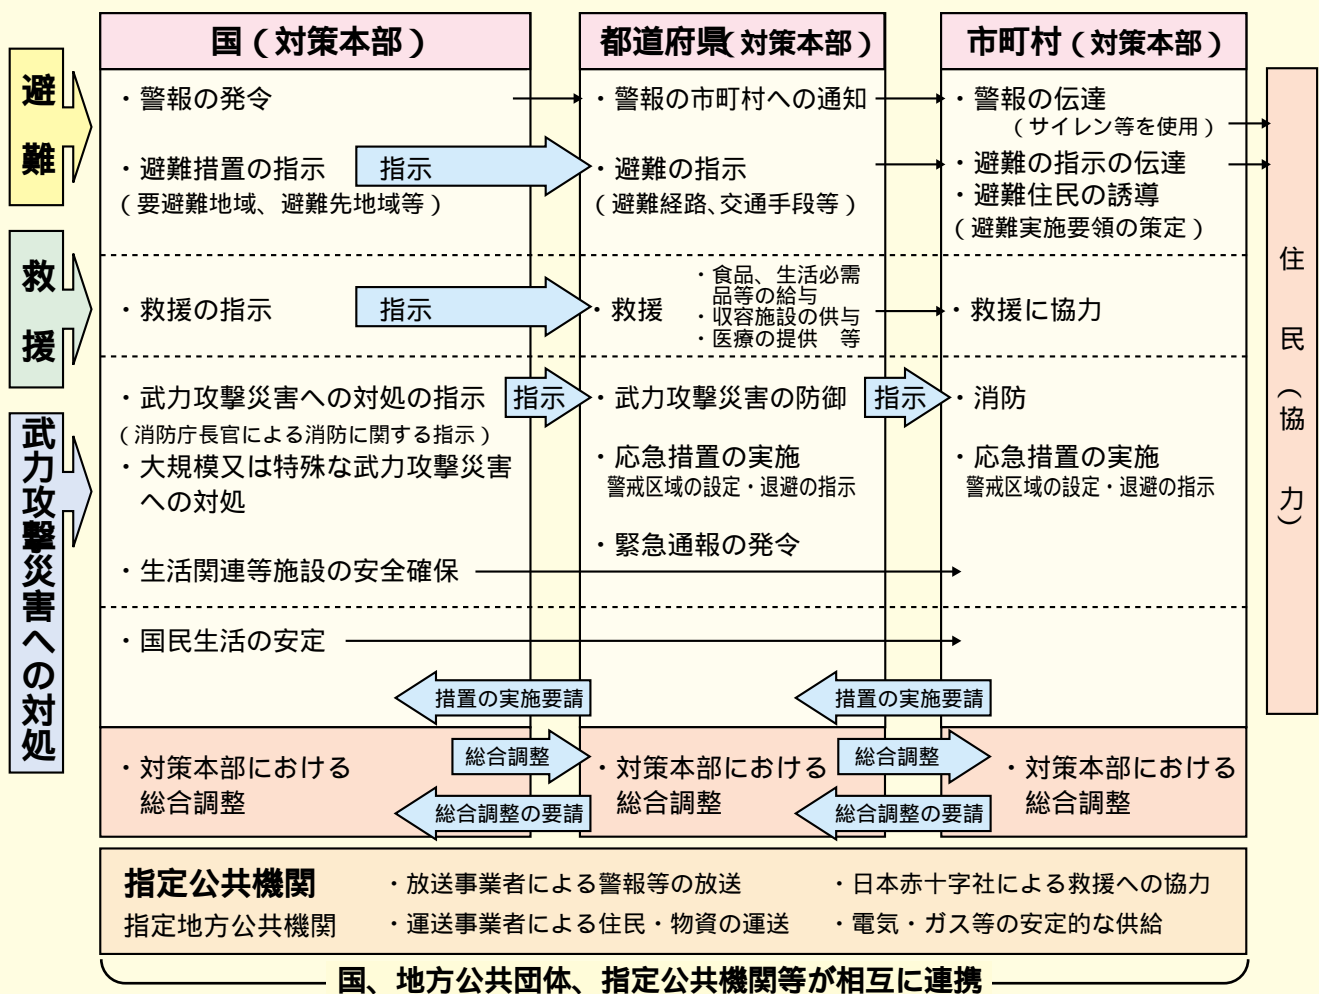 国（対策本部）
都道府県（対策本部）
市町村（対策本部）
避難
・警報の発令
・警報の市町村への通知
・警報の伝達
（サイレン等を使用）
・避難措置の指示
指示
（要避難地域、避難先地域等）
・避難の指示
（避難経路、交通手段等）
・避難の指示の伝達
・避難住民の誘導
（避難実施要領の策定）
救援
・救援の指示
指示
・救援
・食品、生活必需
品等の給与
・収容施設の供与
・医療の提供　等
・救援に協力
武力攻撃災害への対処
・武力攻撃災害への対処の指示
指示
（消防庁長官による消防に関する指示）
・大規模又は特殊な武力攻撃災害
への対処
・生活関連等施設の安全確保
・武力攻撃災害の防御
指示
・応急措置の実施
警戒区域の設定・退避の指示
・緊急通報の発令
・消防
・応急措置の実施
警戒区域の設定・退避の指示
・国民生活の安定
措置の実施要請
措置の実施要請
・対策本部における
総合調整
総合調整
総合調整の要請
・対策本部における
総合調整
総合調整
総合調整の要請
・対策本部における
総合調整
住民（協力）
指定公共機関
指定地方公共機関
・放送事業者による警報等の放送
・運送事業者による住民・物資の運送
・日本赤十字社による救援への協力
・電気・ガス等の安定的な供給
国、地方公共団体、指定公共機関等が相互に連携